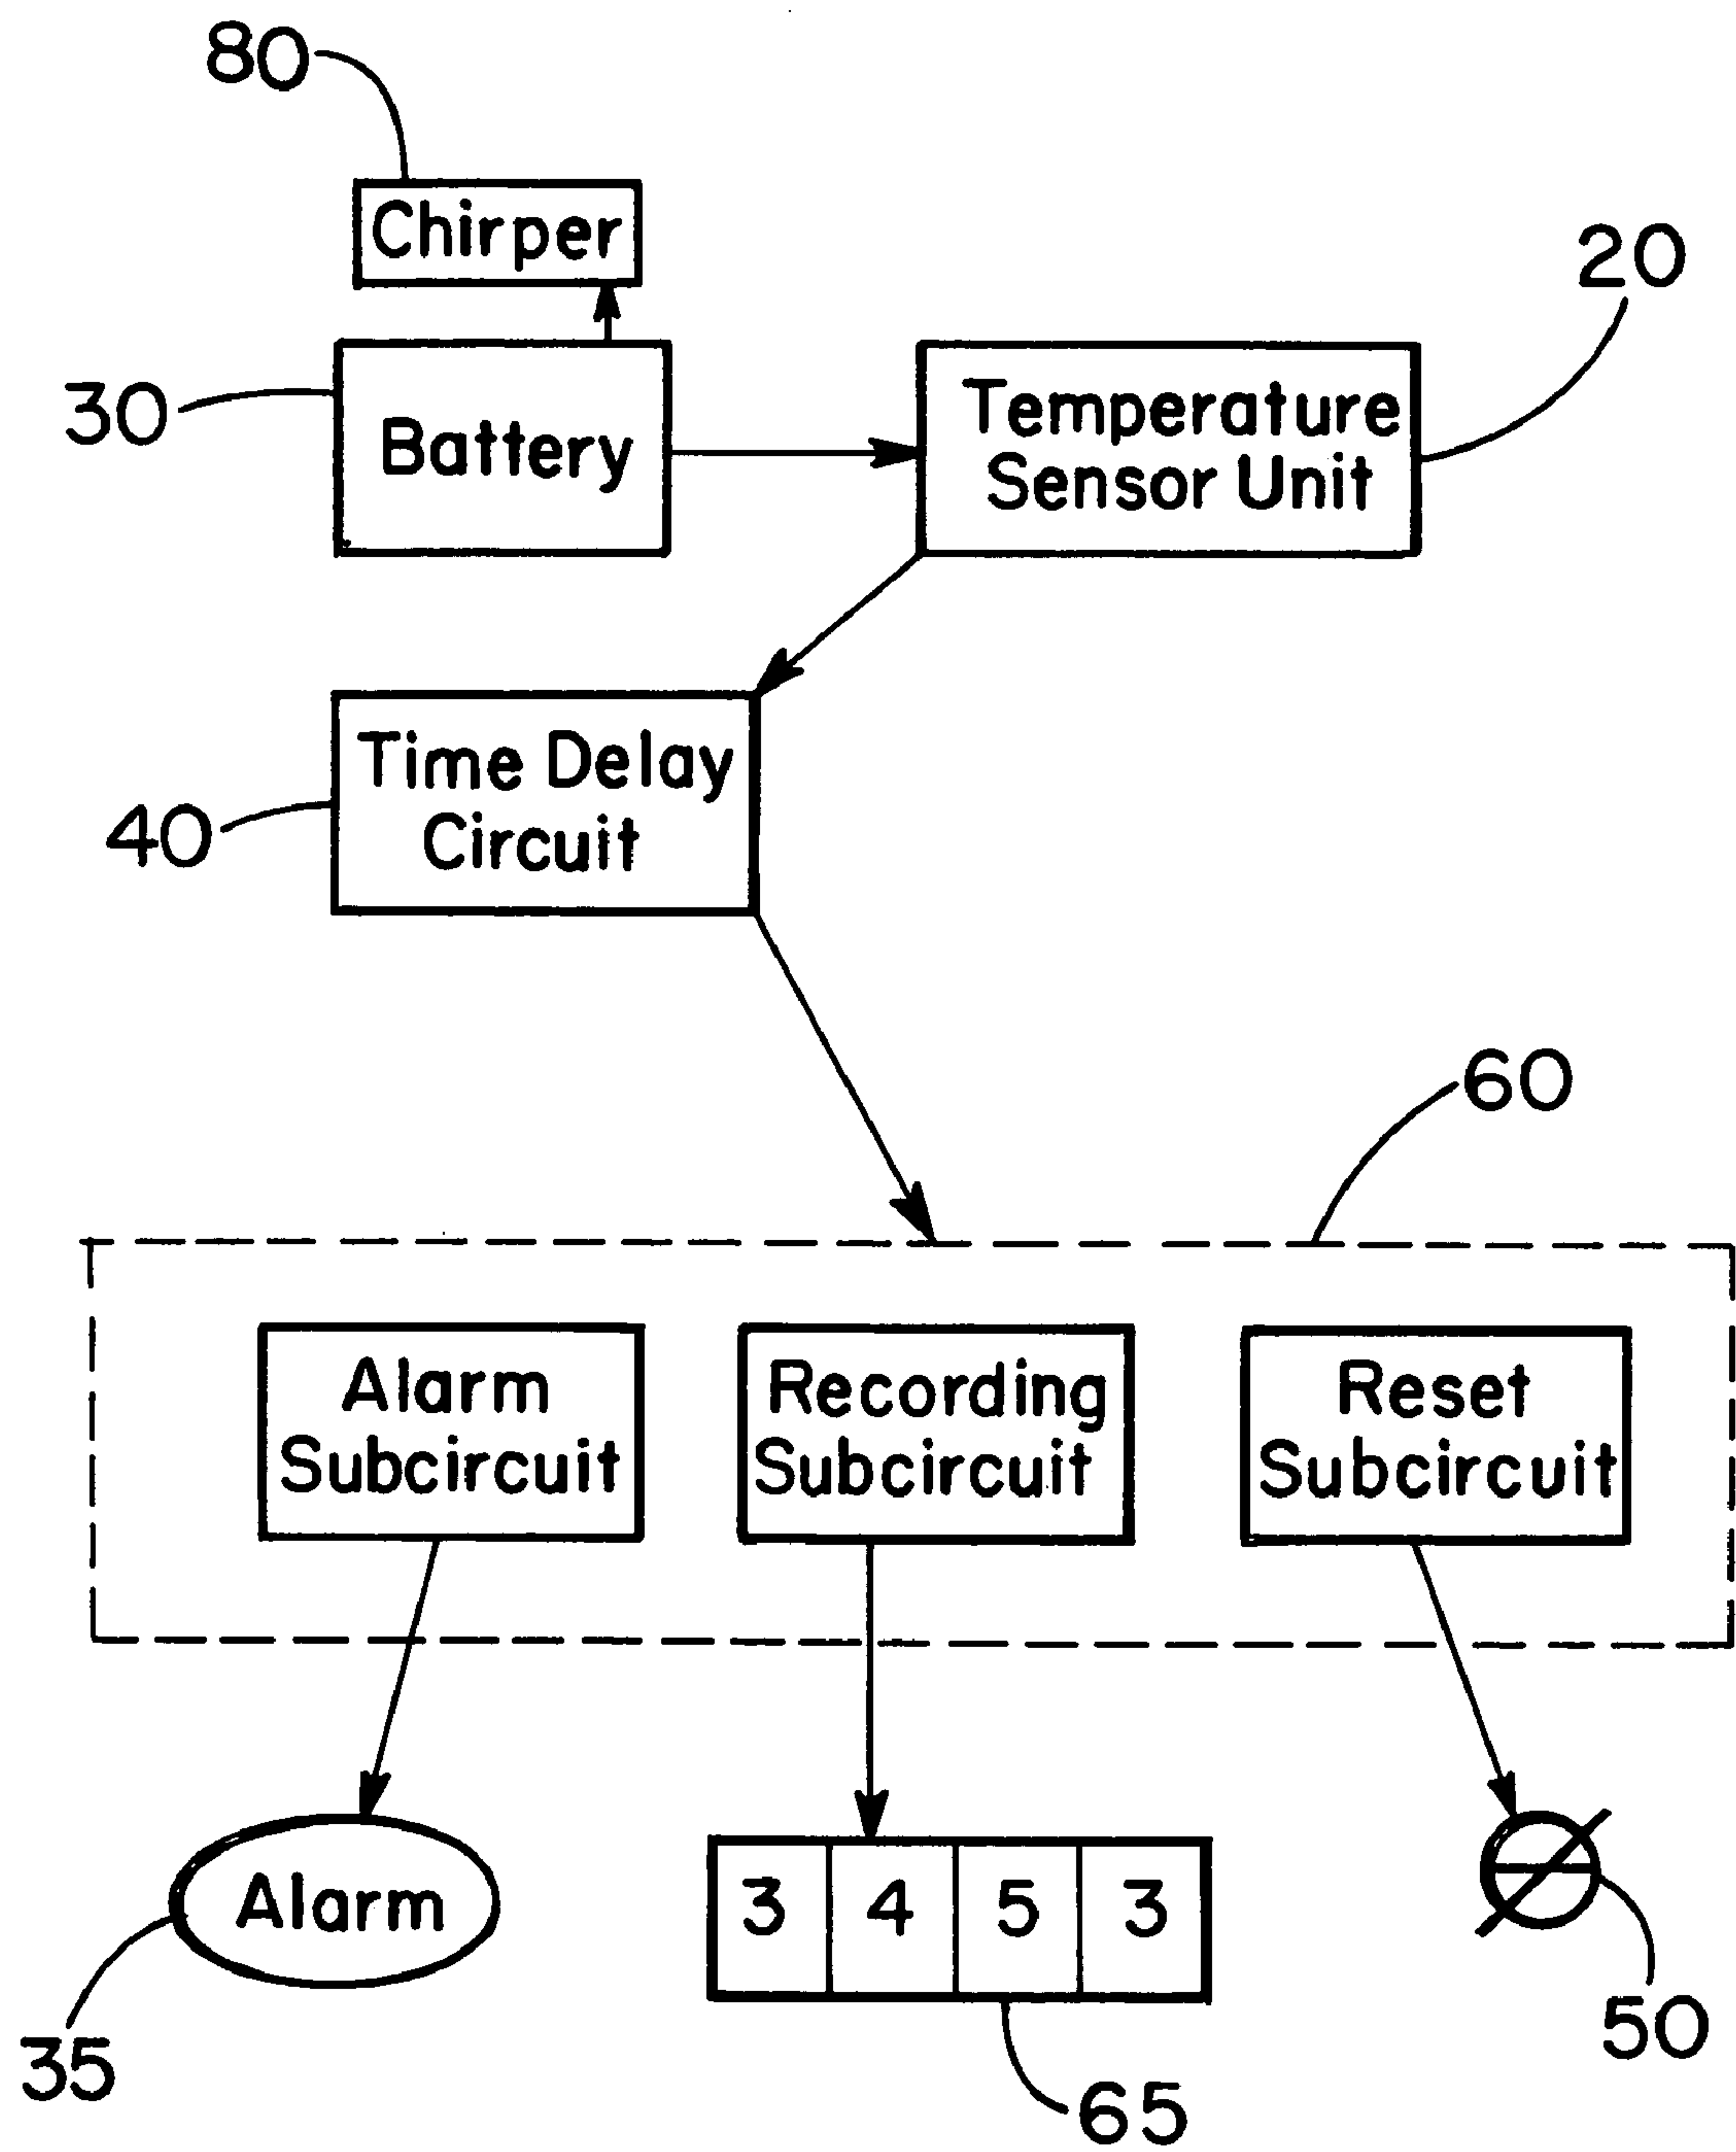 80
Chirper
20
30
Battery
Temperature
Sensor Unit
Time Delay
Circuit
40
60
Alarm
Subcircuit
Recording
Subcircuit
Reset
Subcircuit
Alarm
3 4 5 3
35
65
50